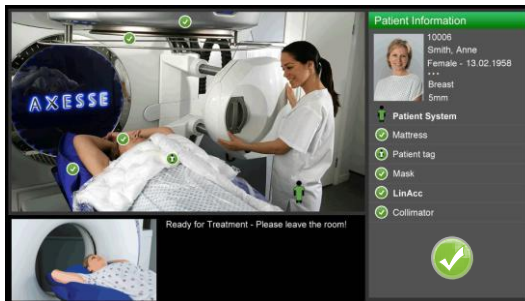 AXESSE
Ready for Treatment - Please leave the room!
Patient Information
10006
Smith, Anne
Female - 13.02.1958
***
Breast
5mm
Patient System
Mattress
T Patient tag
Mask
LinAcc
Collimator